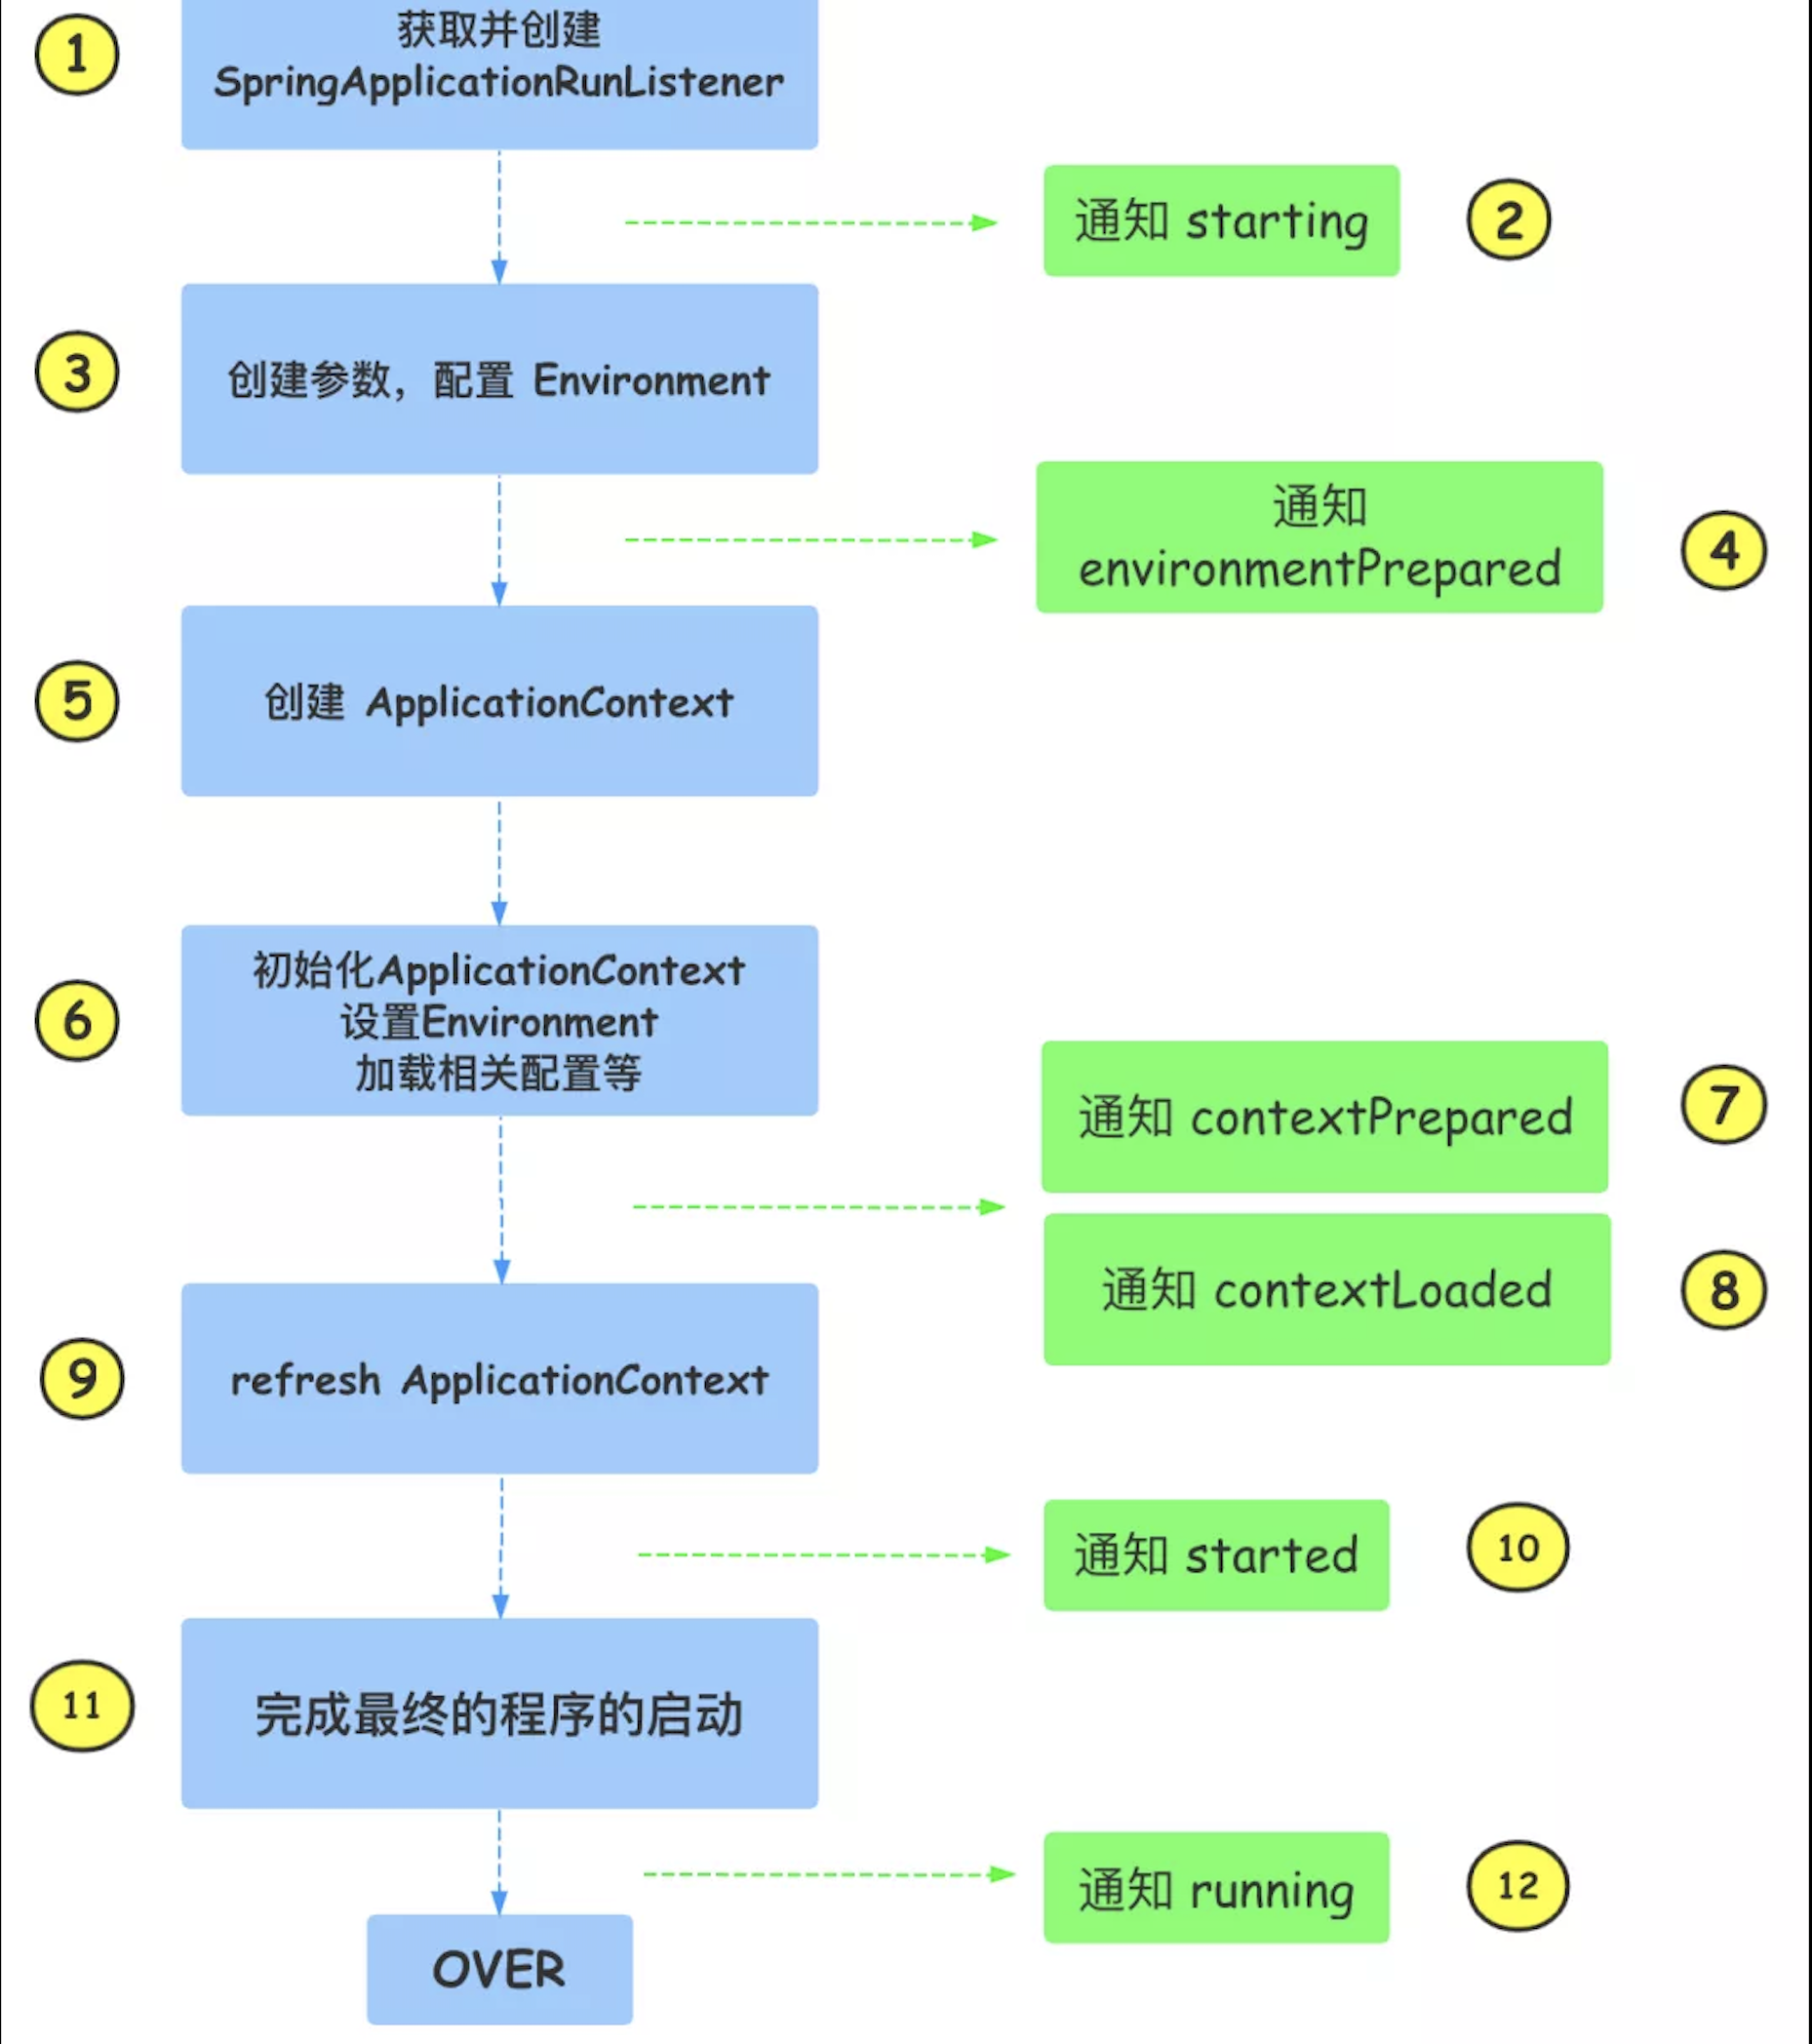 1
获取并创建
SpringApplicationRunListener
通知 starting
2
3
创建参数，配置 Environment
通知
environmentPrepared
4
5
创建 ApplicationContext
6
初始化ApplicationContext
设置Environment
加载相关配置等
通知 contextPrepared
7
通知 contextLoaded
8
9
refresh ApplicationContext
通知 started
10
11
完成最终的程序的启动
通知 running
12
OVER